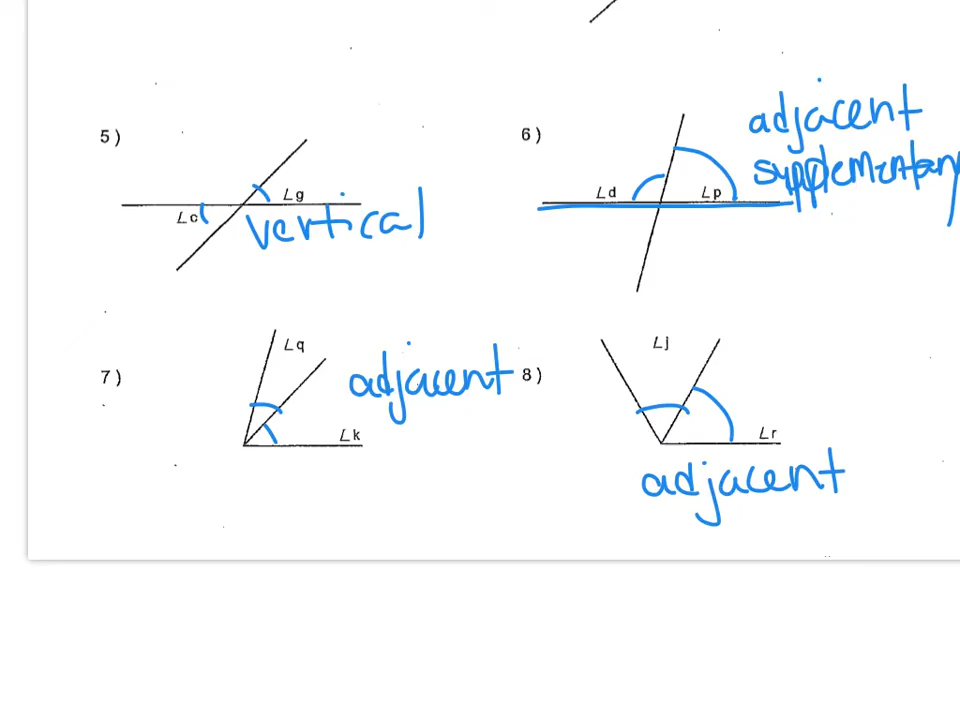 5)
∠g
∠c
vertical
6)
∠d
∠p
adjacent
supplementary
7)
∠q
∠k
adjacent
8)
∠j
∠r
adjacent